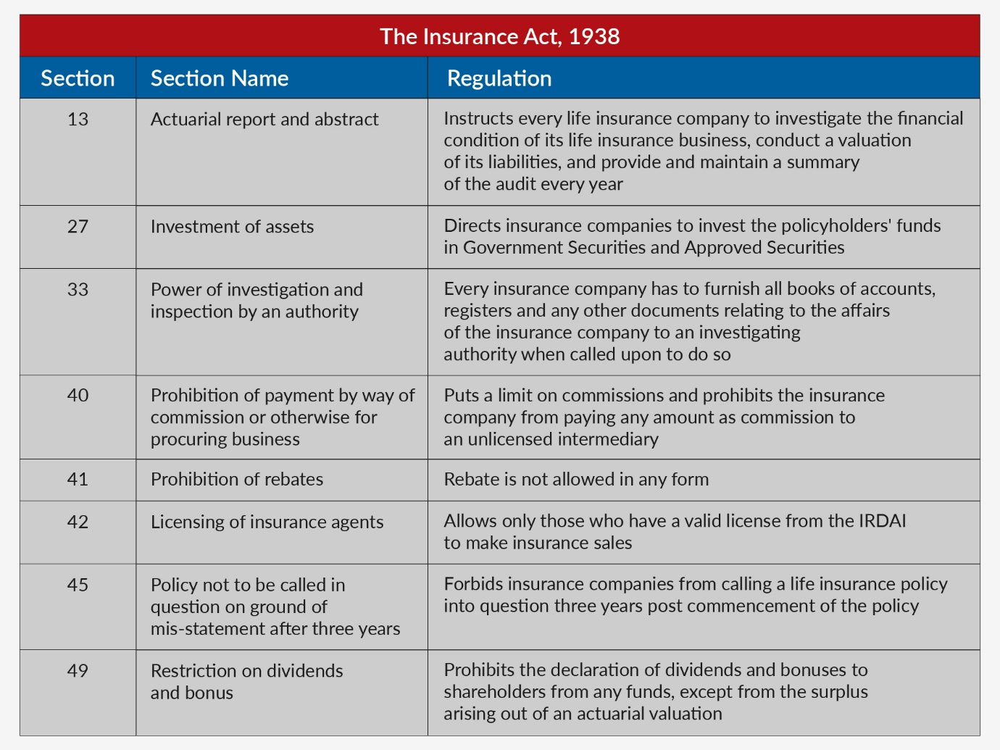 The Insurance Act, 1938
Section
Section Name
Regulation
13
Actuarial report and abstract
Instructs every life insurance company to investigate the financial
condition of its life insurance business, conduct a valuation
of its liabilities, and provide and maintain a summary
of the audit every year
27
Investment of assets
Directs insurance companies to invest the policyholders' funds
in Government Securities and Approved Securities
33
Power of investigation and
inspection by an authority
Every insurance company has to furnish all books of accounts,
registers and any other documents relating to the affairs
of the insurance company to an investigating
authority when called upon to do so
40
Prohibition of payment by way of
commission or otherwise for
procuring business
Puts a limit on commissions and prohibits the insurance
company from paying any amount as commission to
an unlicensed intermediary
41
Prohibition of rebates
Rebate is not allowed in any form
42
Licensing of insurance agents
Allows only those who have a valid license from the IRDAI
to make insurance sales
45
Policy not to be called in
question on ground of
mis-statement after three years
Forbids insurance companies from calling a life insurance policy
into question three years post commencement of the policy
49
Restriction on dividends
and bonus
Prohibits the declaration of dividends and bonuses to
shareholders from any funds, except from the surplus
arising out of an actuarial valuation